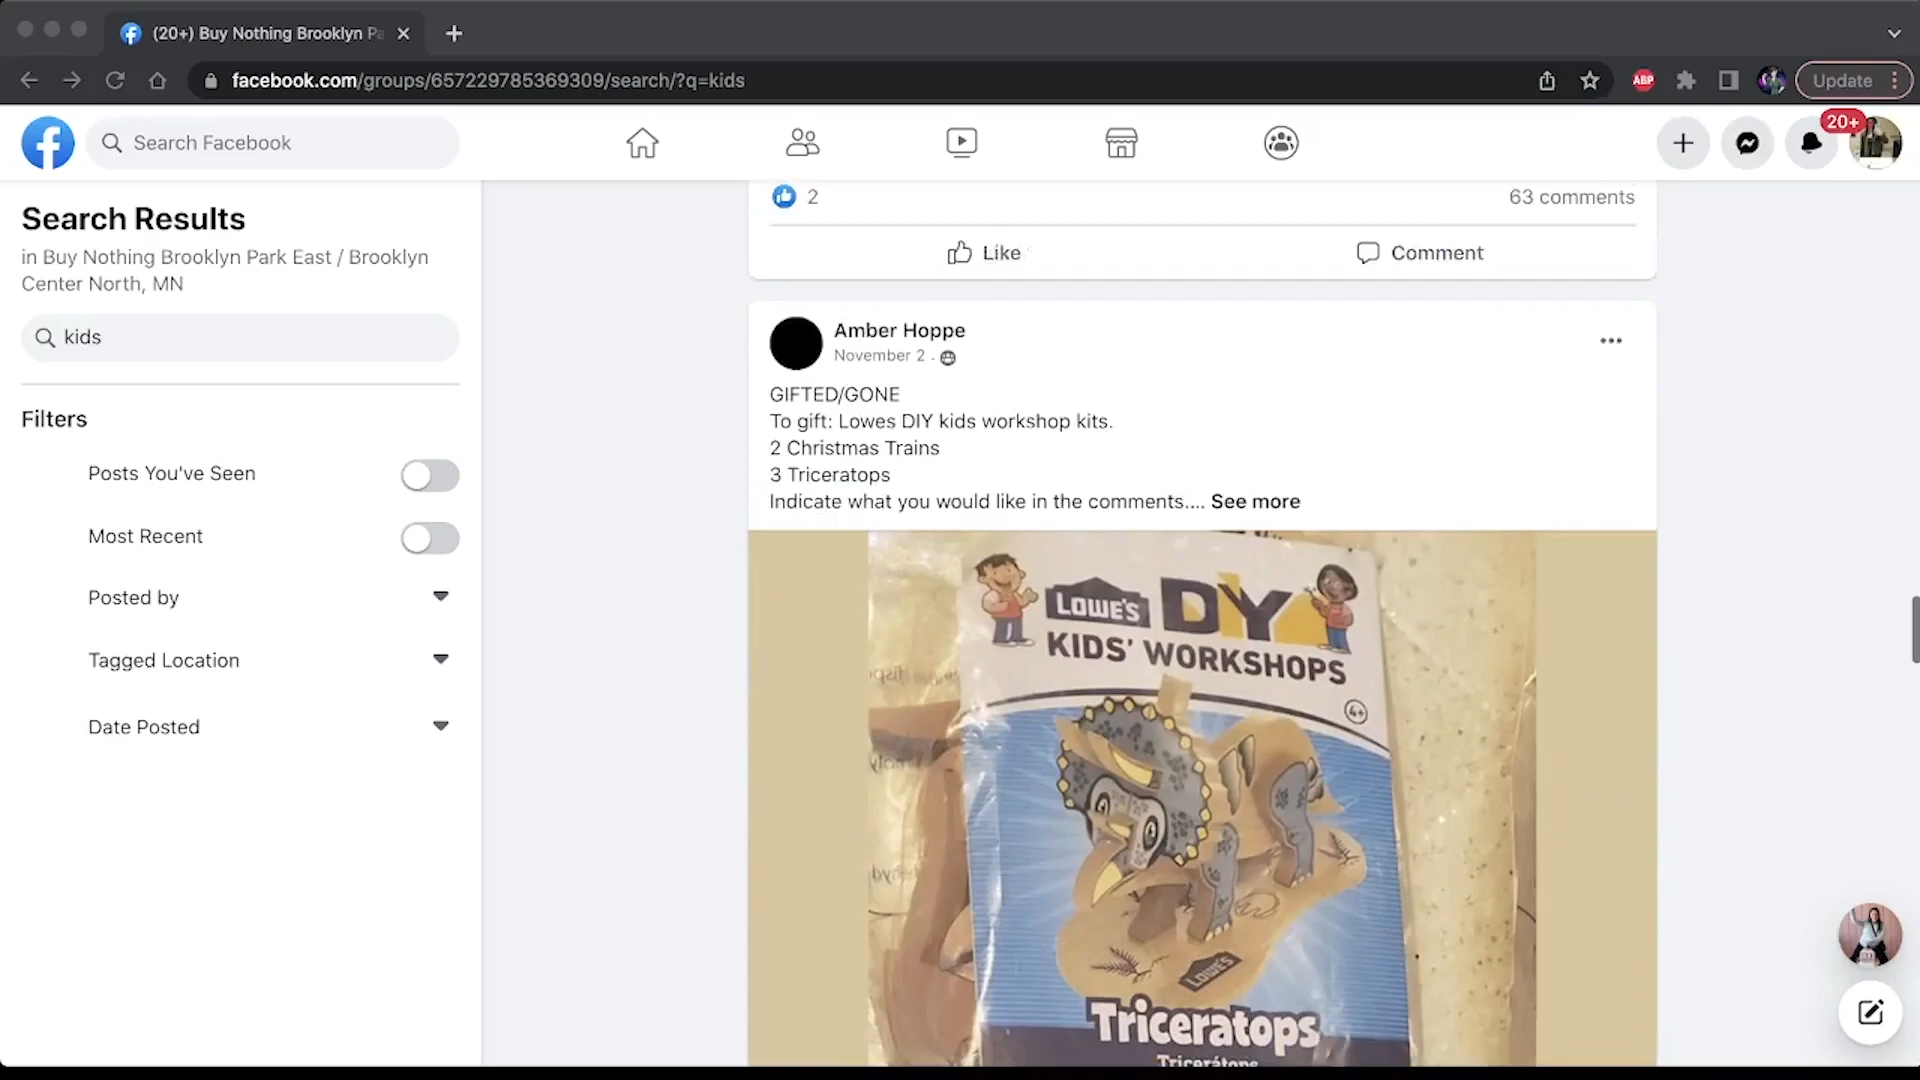 (20+) Buy Nothing Brooklyn Pa
facebook.com/groups/657229785369309/search/?q=kids
ABP
Update
Search Facebook
20+
Search Results
in Buy Nothing Brooklyn Park East / Brooklyn
Center North, MN
kids
Filters
Posts You've Seen
Most Recent
Posted by
Tagged Location
Date Posted
2
63 comments
Like
Comment
Amber Hoppe
November 2 ·
GIFTED/GONE
To gift: Lowes DIY kids workshop kits.
2 Christmas Trains
3 Triceratops
Indicate what you would like in the comments.... See more
LOWE'S DIY
KIDS' WORKSHOPS
4+
LOWE'S
Triceratops
Tricerátops